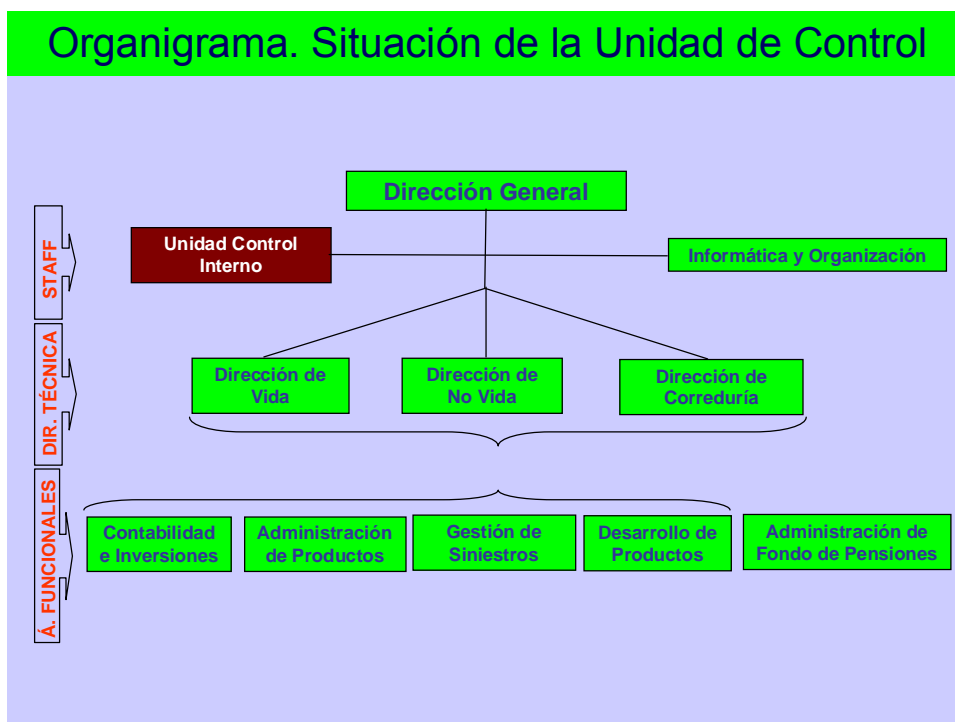 Organigrama. Situación de la Unidad de Control
Dirección General
STAFF
Unidad Control
Interno
Informática y Organización
DIR. TÉCNICA
Dirección de
Vida
Dirección de
No Vida
Dirección de
Correduría
Á. FUNCIONALES
Contabilidad
e Inversiones
Administración
de Productos
Gestión de
Siniestros
Desarrollo de
Productos
Administración de
Fondo de Pensiones